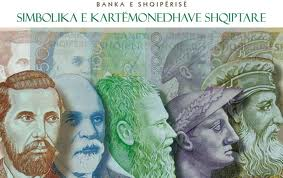 BANKA E SHQIPËRISË
SIMBOLIKA E KARTËMONEDHAVE SHQIPTARE